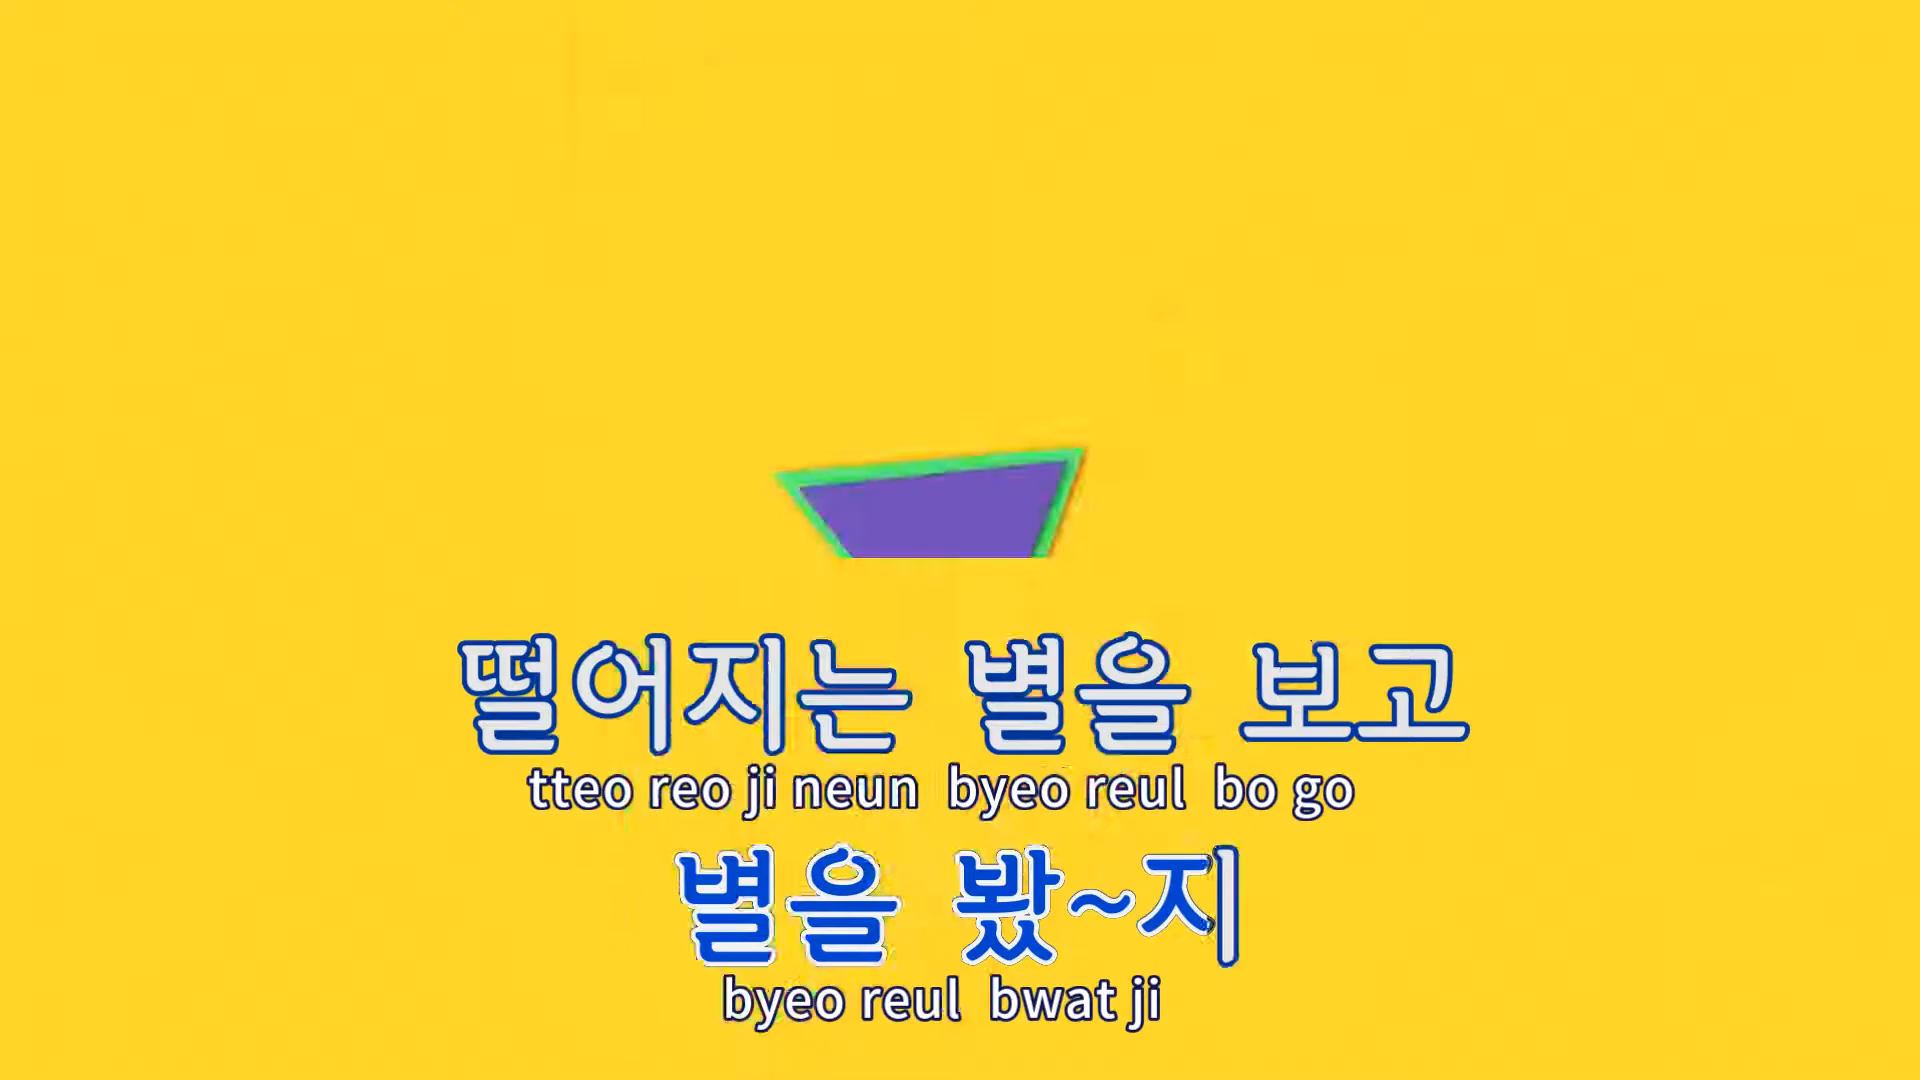 떨어지는 별을 보고
tteo reo ji neun byeo reul bo go
별을 봤~지
byeo reul bwat ji